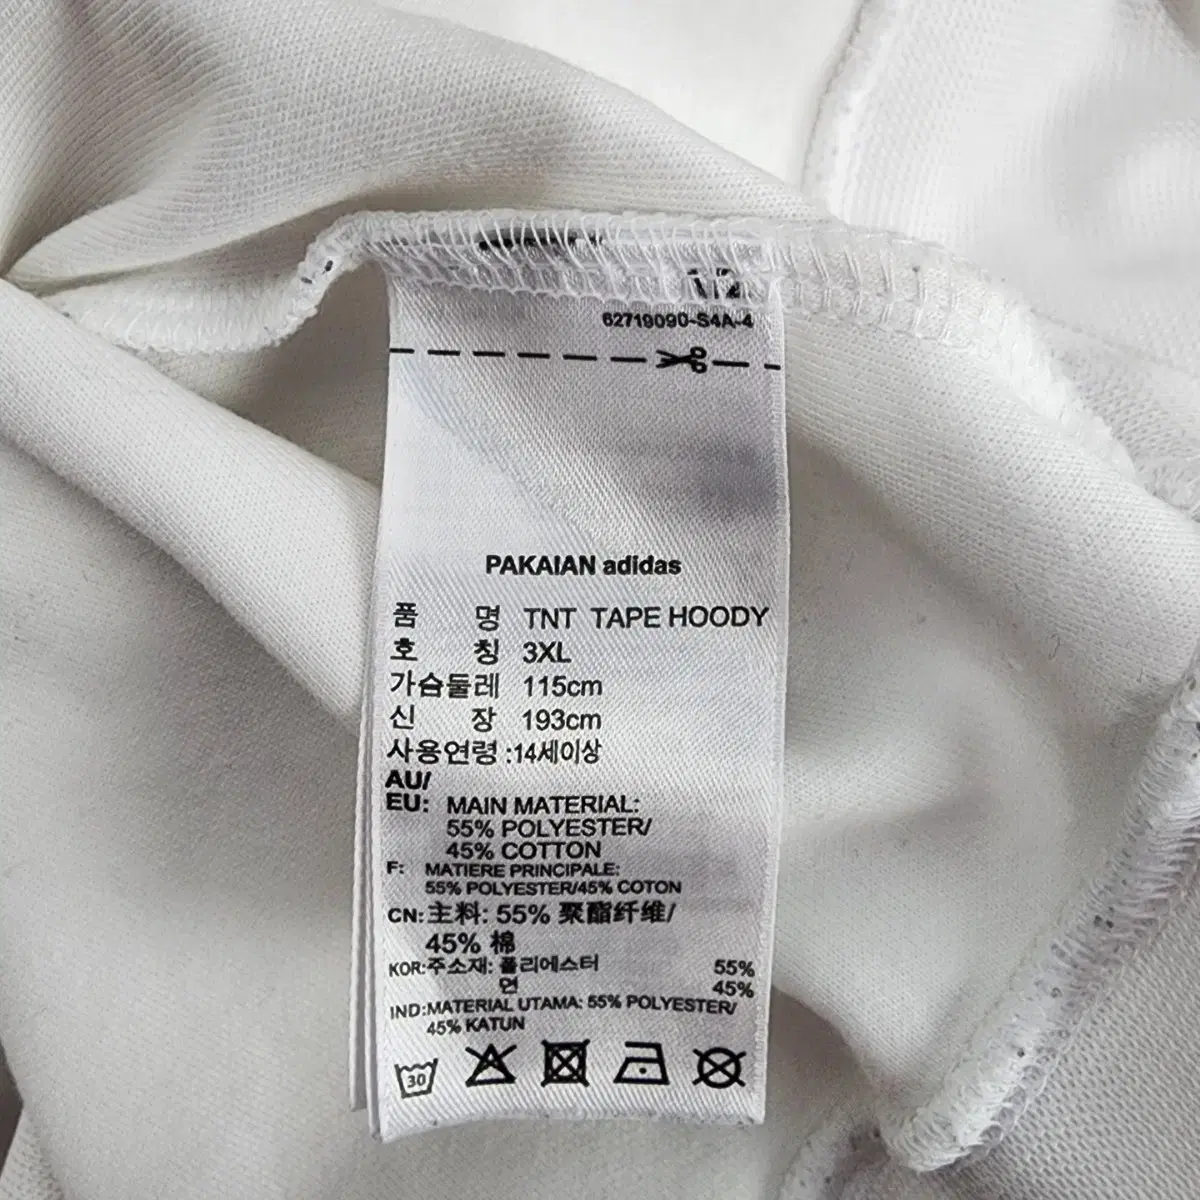 1/2
62719090-S4A-4
PAKAIAN adidas
품 명 TNT TAPE HOODY
호 칭 3XL
가슴둘레 115cm
신 장 193cm
사용연령 :14세이상
AU/
EU: MAIN MATERIAL:
55% POLYESTER/
45% COTTON
F: MATIERE PRINCIPALE:
55% POLYESTER/45% COTON
CN:主料: 55% 聚酯纤维/
45% 棉
KOR:주소재: 폴리에스터 55%
면 45%
IND:MATERIAL UTAMA: 55% POLYESTER/
45% KATUN
30